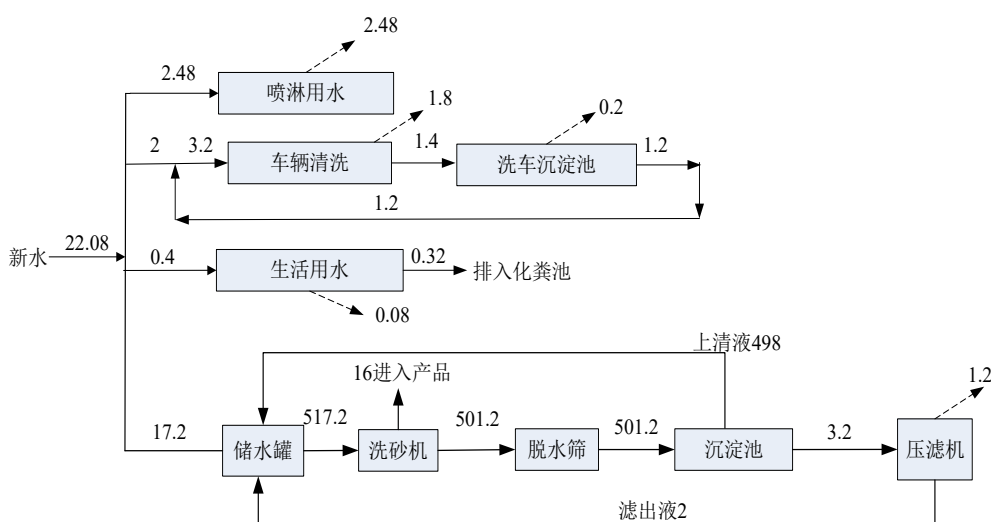 2.48
2.48
喷淋用水
1.8
0.2
2
3.2
车辆清洗
1.4
洗车沉淀池
1.2
1.2
新水
22.08
0.4
生活用水
0.32
排入化粪池
0.08
上清液498
16进入产品
1.2
17.2
储水罐
517.2
洗砂机
501.2
脱水筛
501.2
沉淀池
3.2
压滤机
滤出液2